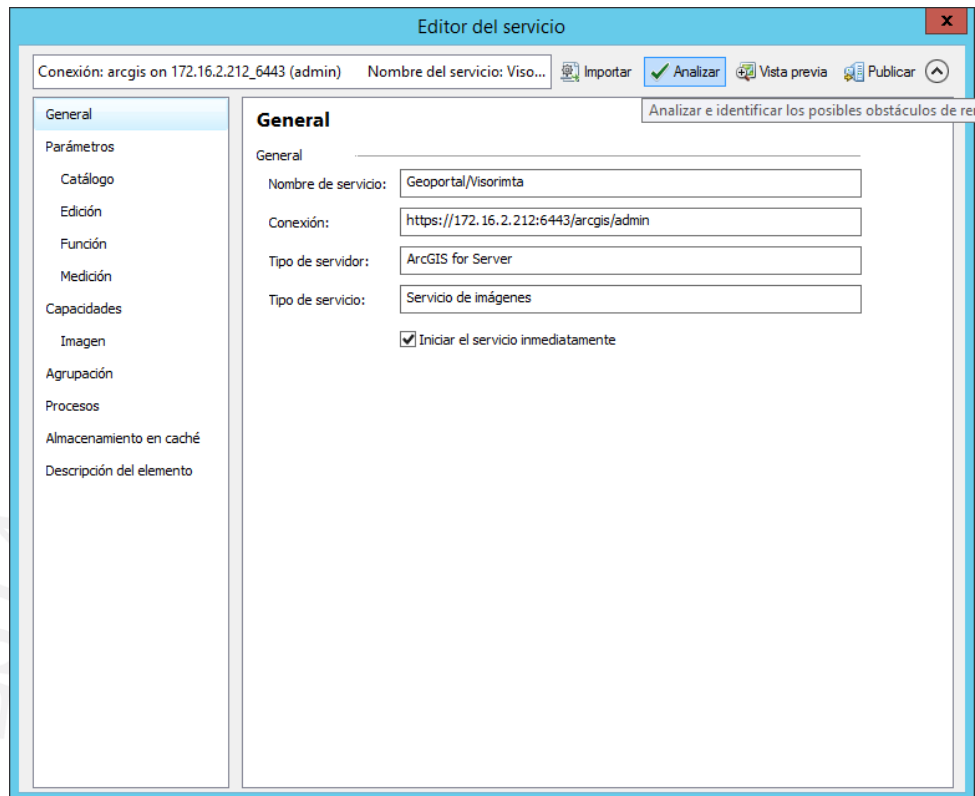 Editor del servicio
x
Conexión: arcgis on 172.16.2.212_6443 (admin) Nombre del servicio: Viso... Importar Analizar Vista previa Publicar
Analizar e identificar los posibles obstáculos de
General
Parámetros
Catálogo
Edición
Función
Medición
Capacidades
Imagen
Agrupación
Procesos
Almacenamiento en caché
Descripción del elemento
General
General
Nombre de servicio: Geoportal/Visorimta
Conexión: https://172.16.2.212:6443/arcgis/admin
Tipo de servidor: ArcGIS for Server
Tipo de servicio: Servicio de imágenes
Iniciar el servicio inmediatamente